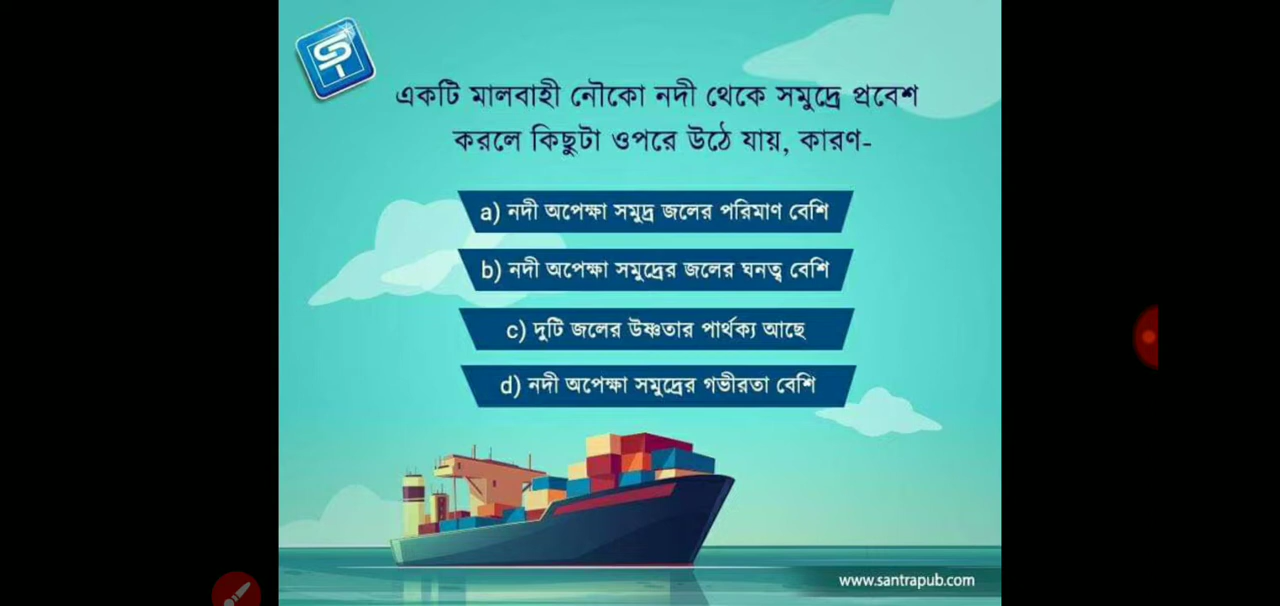 একটি মালবাহী নৌকো নদী থেকে সমুদ্রে প্রবেশ
করলে কিছুটা ওপরে উঠে যায়, কারণ-
a) নদী অপেক্ষা সমুদ্র জলের পরিমাণ বেশি
b) নদী অপেক্ষা সমুদ্রের জলের ঘনত্ব বেশি
c) দুটি জলের উষ্ণতার পার্থক্য আছে
d) নদী অপেক্ষা সমুদ্রের গভীরতা বেশি
www.santrapub.com